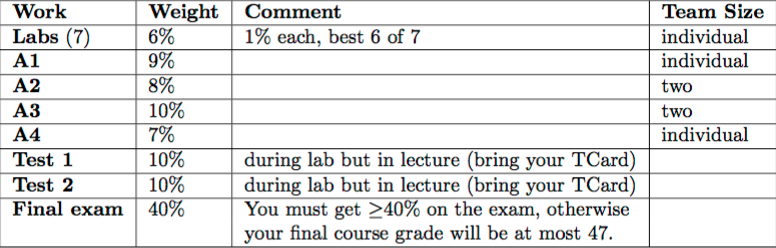 Work Weight Comment Team Size
Labs (7) 6% 1% each, best 6 of 7 individual
A1 9% individual
A2 8% two
A3 10% two
A4 7% individual
Test 1 10% during lab but in lecture (bring your TCard)
Test 2 10% during lab but in lecture (bring your TCard)
Final exam 40% You must get ≥40% on the exam, otherwise
your final course grade will be at most 47.